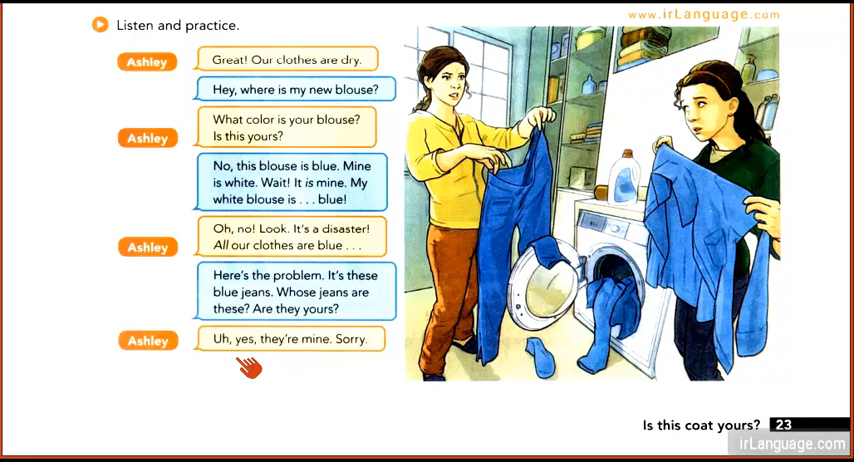 www.irLanguage.com
Listen and practice.
Ashley
Great! Our clothes are dry.
Hey, where is my new blouse?
Ashley
What color is your blouse?
Is this yours?
No, this blouse is blue. Mine
is white. Wait! It is mine. My
white blouse is . . . blue!
Ashley
Oh, no! Look. It's a disaster!
All our clothes are blue . . .
Here's the problem. It's these
blue jeans. Whose jeans are
these? Are they yours?
Ashley
Uh, yes, they're mine. Sorry.
Is this coat yours? 23
irLanguage.com